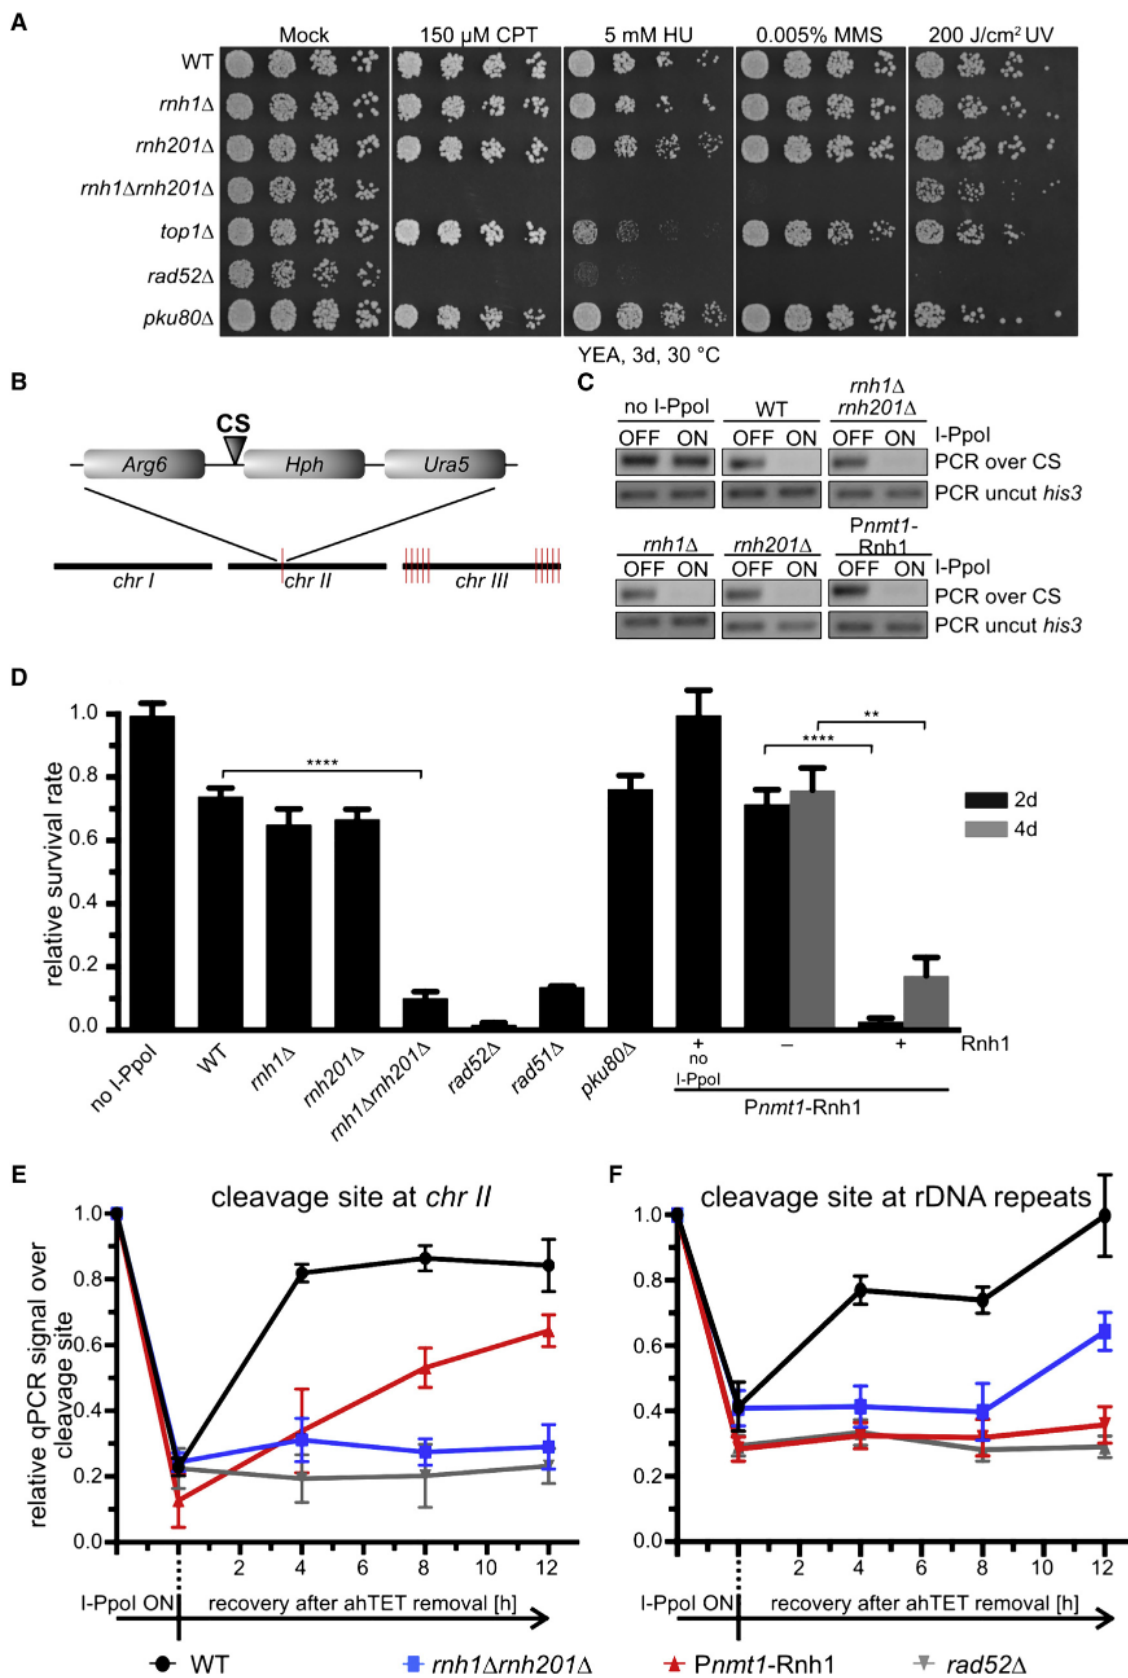 A
Mock 150 µM CPT 5 mM HU 0.005% MMS 200 J/cm² UV
WT
rnh1Δ
rnh201Δ
rnh1Δrnh201Δ
top1Δ
rad52Δ
pku80Δ
YEA, 3d, 30 °C
B
CS
Arg6 Hph Ura5
chr I chr II chr III
C
no I-PpoI WT rnh1Δ rnh201Δ
OFF ON OFF ON OFF ON I-PpoI
PCR over CS
PCR uncut his3
rnh1Δ rnh201Δ Pnmt1-Rnh1
OFF ON OFF ON OFF ON I-PpoI
PCR over CS
PCR uncut his3
D
relative survival rate
1.0
0.8
0.6
0.4
0.2
0.0
****
****
**
2d
4d
no I-PpoI
WT
rnh1Δ
rnh201Δ
rnh1Δrnh201Δ
rad52Δ
rad51Δ
pku80Δ
+ – + Rnh1
no I-PpoI
Pnmt1-Rnh1
E
cleavage site at chr II
relative qPCR signal over cleavage site
1.0
0.8
0.6
0.4
0.2
0.0
2 4 6 8 10 12
I-PpoI ON recovery after ahTET removal [h]
F
cleavage site at rDNA repeats
1.0
0.8
0.6
0.4
0.2
0.0
2 4 6 8 10 12
I-PpoI ON recovery after ahTET removal [h]
WT rnh1Δrnh201Δ Pnmt1-Rnh1 rad52Δ